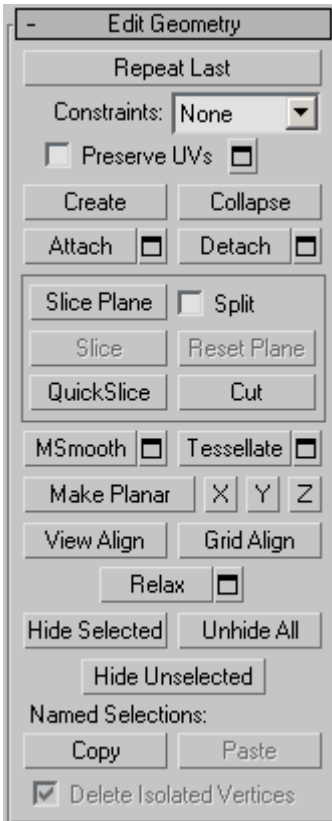 - Edit Geometry
Repeat Last
Constraints: None
Preserve UVs
Create Collapse
Attach Detach
Slice Plane Split
Slice Reset Plane
QuickSlice Cut
MSmooth Tessellate
Make Planar X Y Z
View Align Grid Align
Relax
Hide Selected Unhide All
Hide Unselected
Named Selections:
Copy Paste
Delete Isolated Vertices